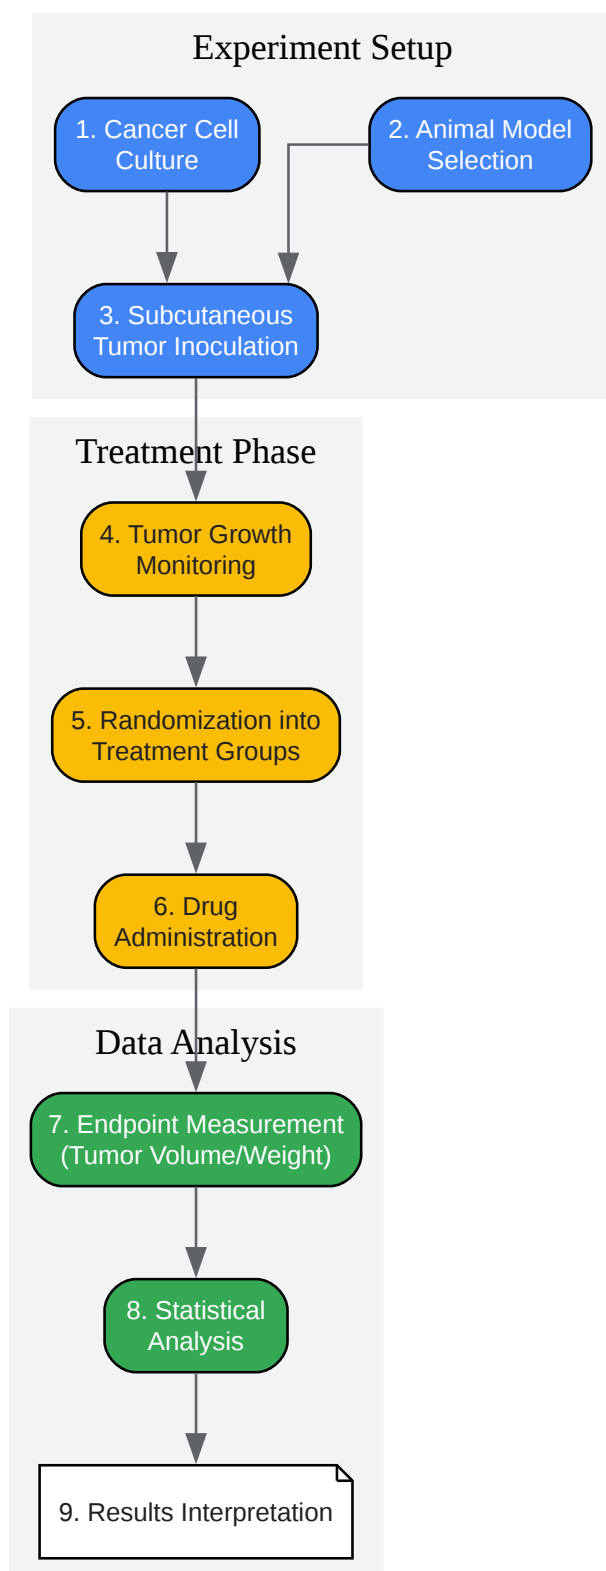 Experiment Setup
1. Cancer Cell
Culture
2. Animal Model
Selection
3. Subcutaneous
Tumor Inoculation
Treatment Phase
4. Tumor Growth
Monitoring
5. Randomization into
Treatment Groups
6. Drug
Administration
Data Analysis
7. Endpoint Measurement
(Tumor Volume/Weight)
8. Statistical
Analysis
9. Results Interpretation